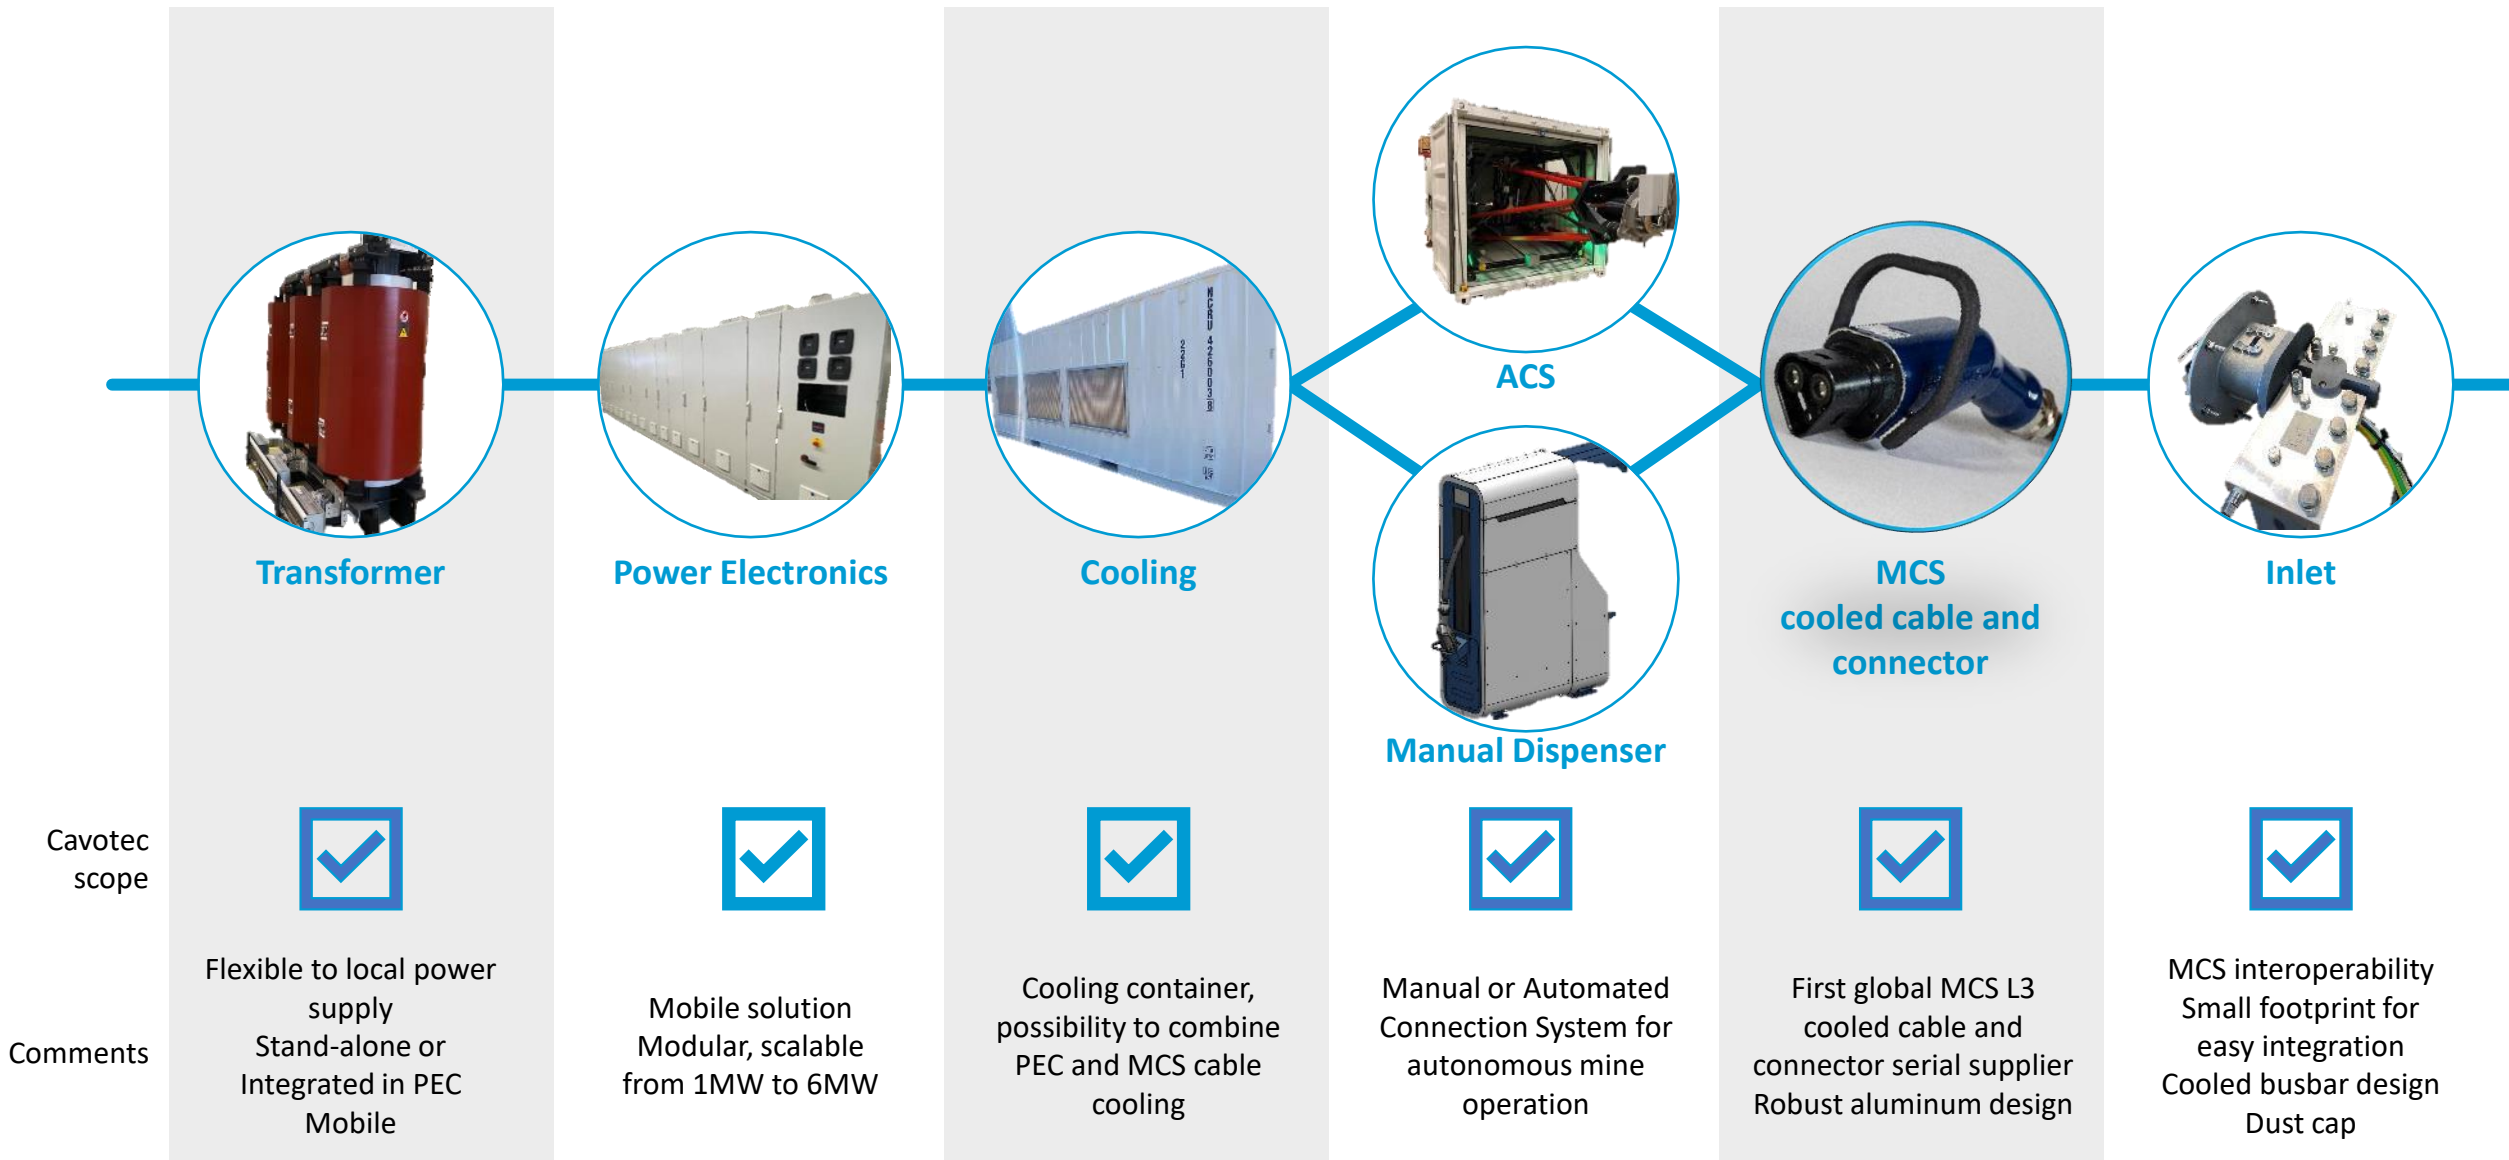 ACS
Transformer
Power Electronics
Cooling
Manual Dispenser
MCS
cooled cable and
connector
Inlet
Cavotec
scope
Comments
Flexible to local power
supply
Stand-alone or
Integrated in PEC
Mobile
Mobile solution
Modular, scalable
from 1MW to 6MW
Cooling container,
possibility to combine
PEC and MCS cable
cooling
Manual or Automated
Connection System for
autonomous mine
operation
First global MCS L3
cooled cable and
connector serial supplier
Robust aluminum design
MCS interoperability
Small footprint for
easy integration
Cooled busbar design
Dust cap